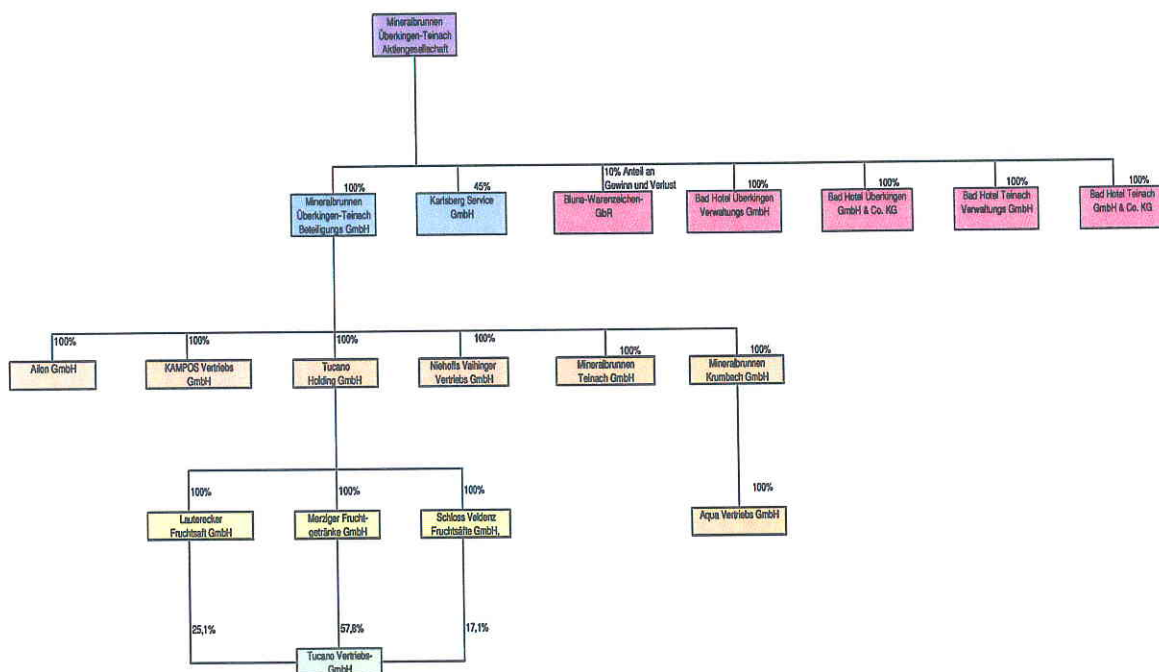 Mineralbrunnen
Überkingen-Teinach
Aktiengesellschaft
100%
Mineralbrunnen
Überkingen-Teinach
Beteiligungs GmbH
45%
Karlsberg Service
GmbH
10% Anteil an
Gewinn und Verlust
Bluna-Warenzeichen-
GbR
100%
Bad Hotel Überkingen
Verwaltungs GmbH
100%
Bad Hotel Überkingen
GmbH & Co. KG
100%
Bad Hotel Teinach
Verwaltungs GmbH
100%
Bad Hotel Teinach
GmbH & Co. KG
100%
Ailon GmbH
100%
KAMPOS Vertriebs
GmbH
100%
Tucano
Holding GmbH
100%
Niehoffs Vaihinger
Vertriebs GmbH
100%
Mineralbrunnen
Teinach GmbH
100%
Mineralbrunnen
Krumbach GmbH
100%
Lauterecker
Fruchtsaft GmbH
100%
Merziger Frucht-
getränke GmbH
100%
Schloss Veldenz
Fruchtsäfte GmbH,
100%
Aqua Vertriebs GmbH
25,1%
57,8%
17,1%
Tucano Vertriebs-
GmbH